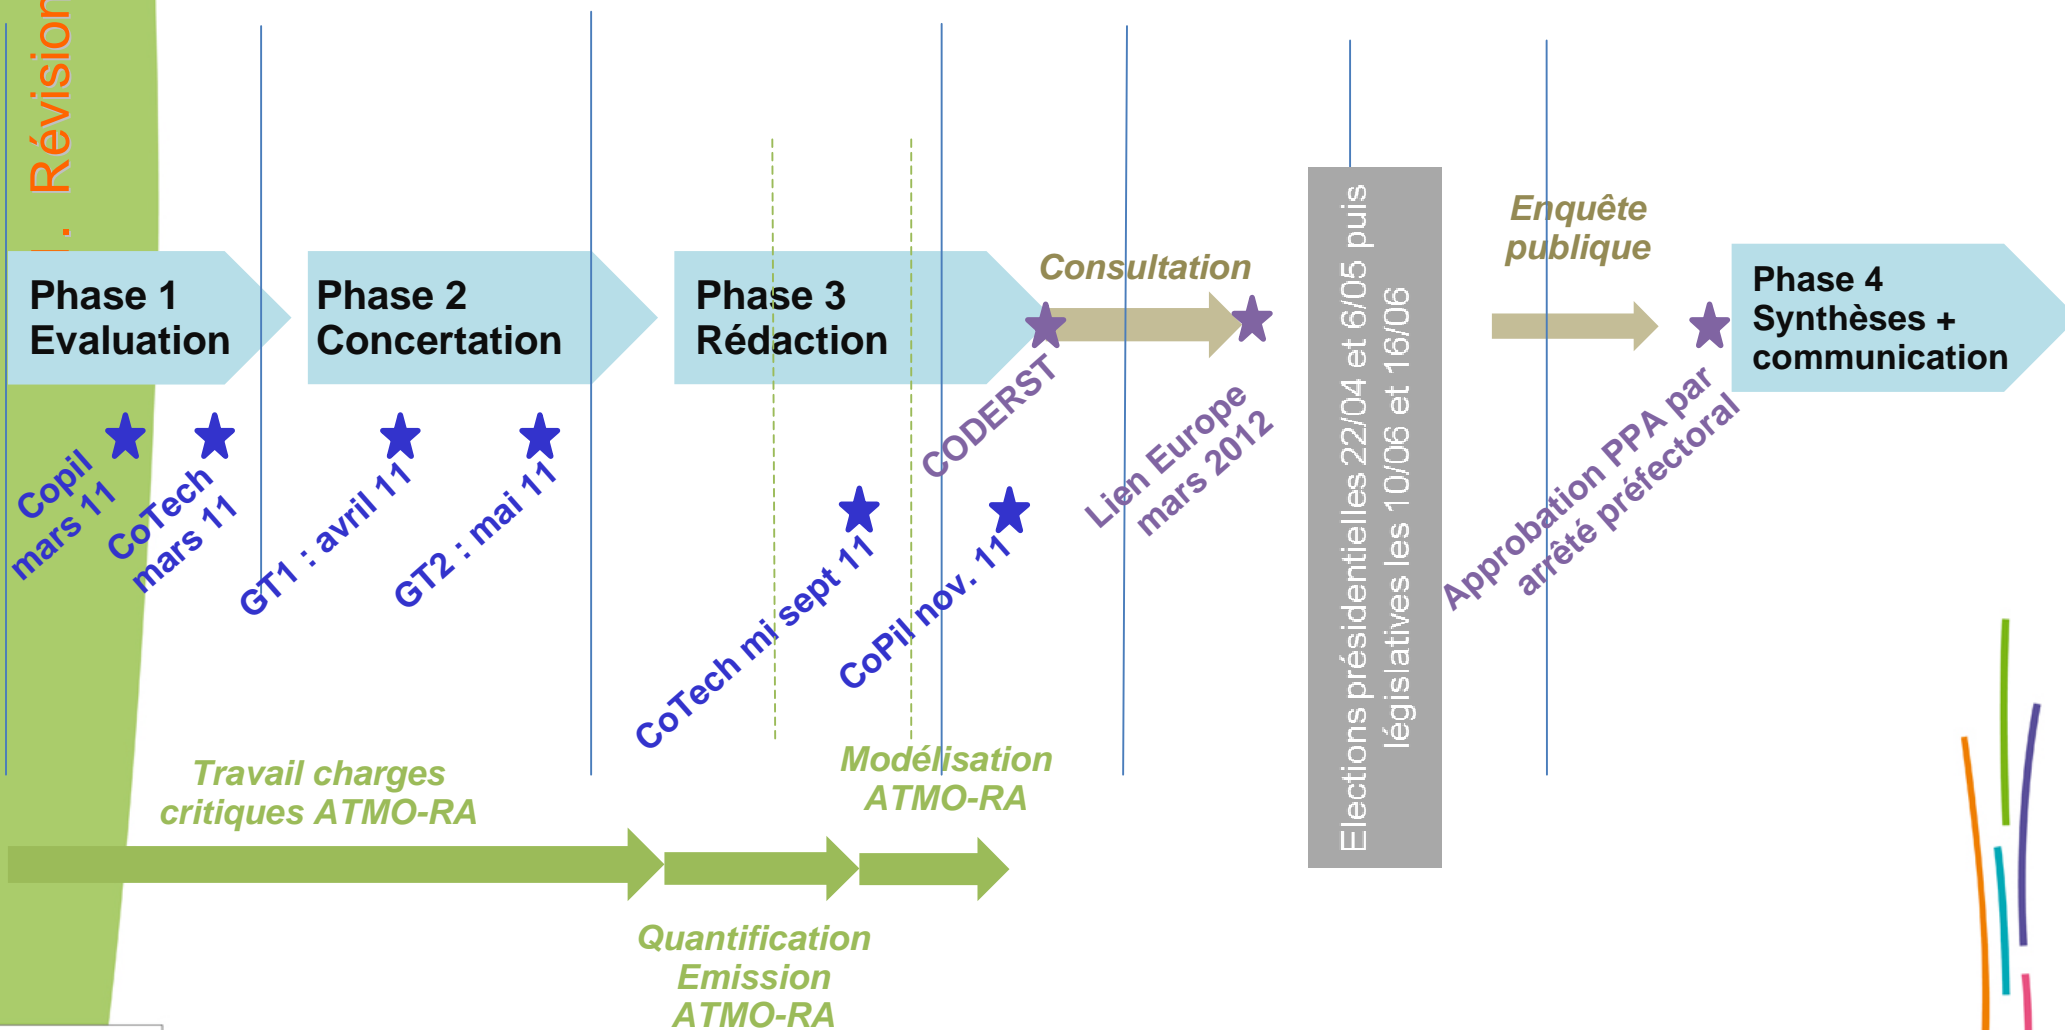 Révision
Phase 1
Evaluation
Phase 2
Concertation
Phase 3
Rédaction
Consultation
Enquête
publique
Phase 4
Synthèses +
communication
Elections présidentielles 22/04 et 6/05 puis
législatives les 10/06 et 16/06
Copil
mars 11
CoTech
mars 11
GT1 : avril 11
GT2 : mai 11
CoTech mi sept 11
CoPil nov. 11
CODERST
Lien Europe
mars 2012
Approbation PPA par
arrêté préfectoral
Travail charges
critiques ATMO-RA
Modélisation
ATMO-RA
Quantification
Emission
ATMO-RA